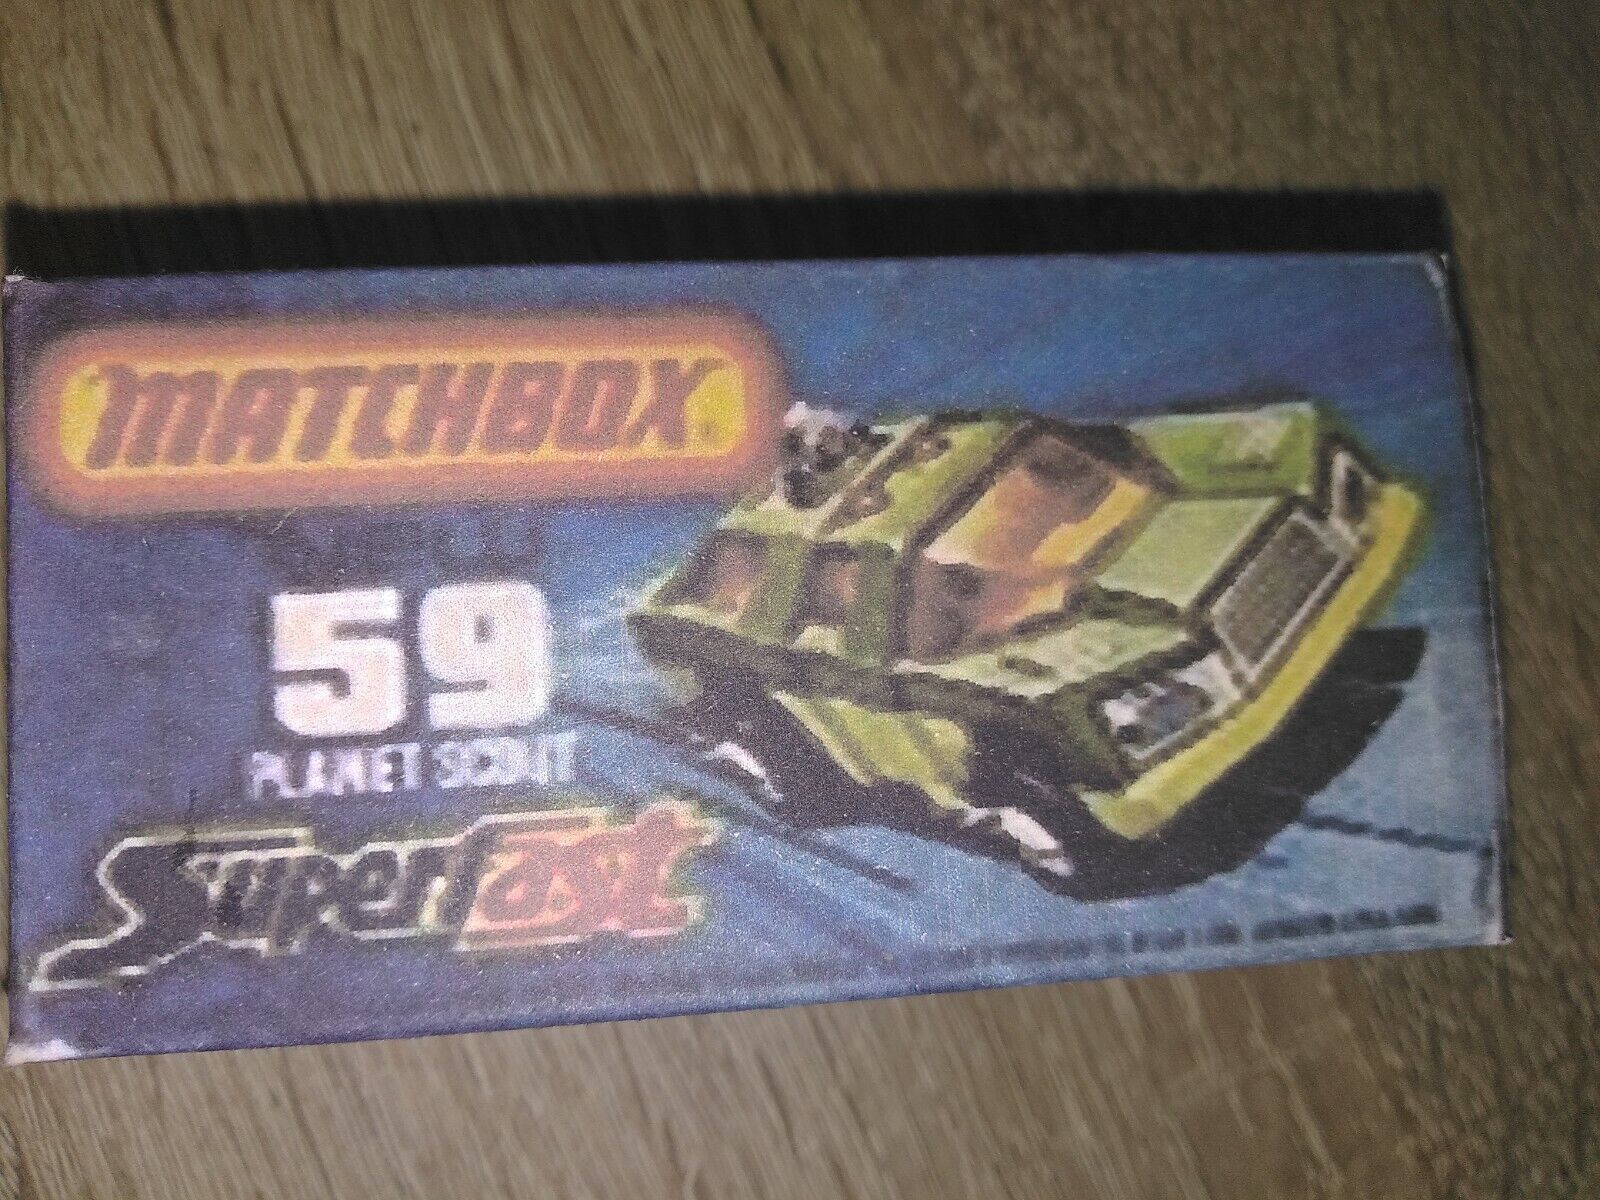 MATCHBOX
59
PLANET SCOUT
SuperFast